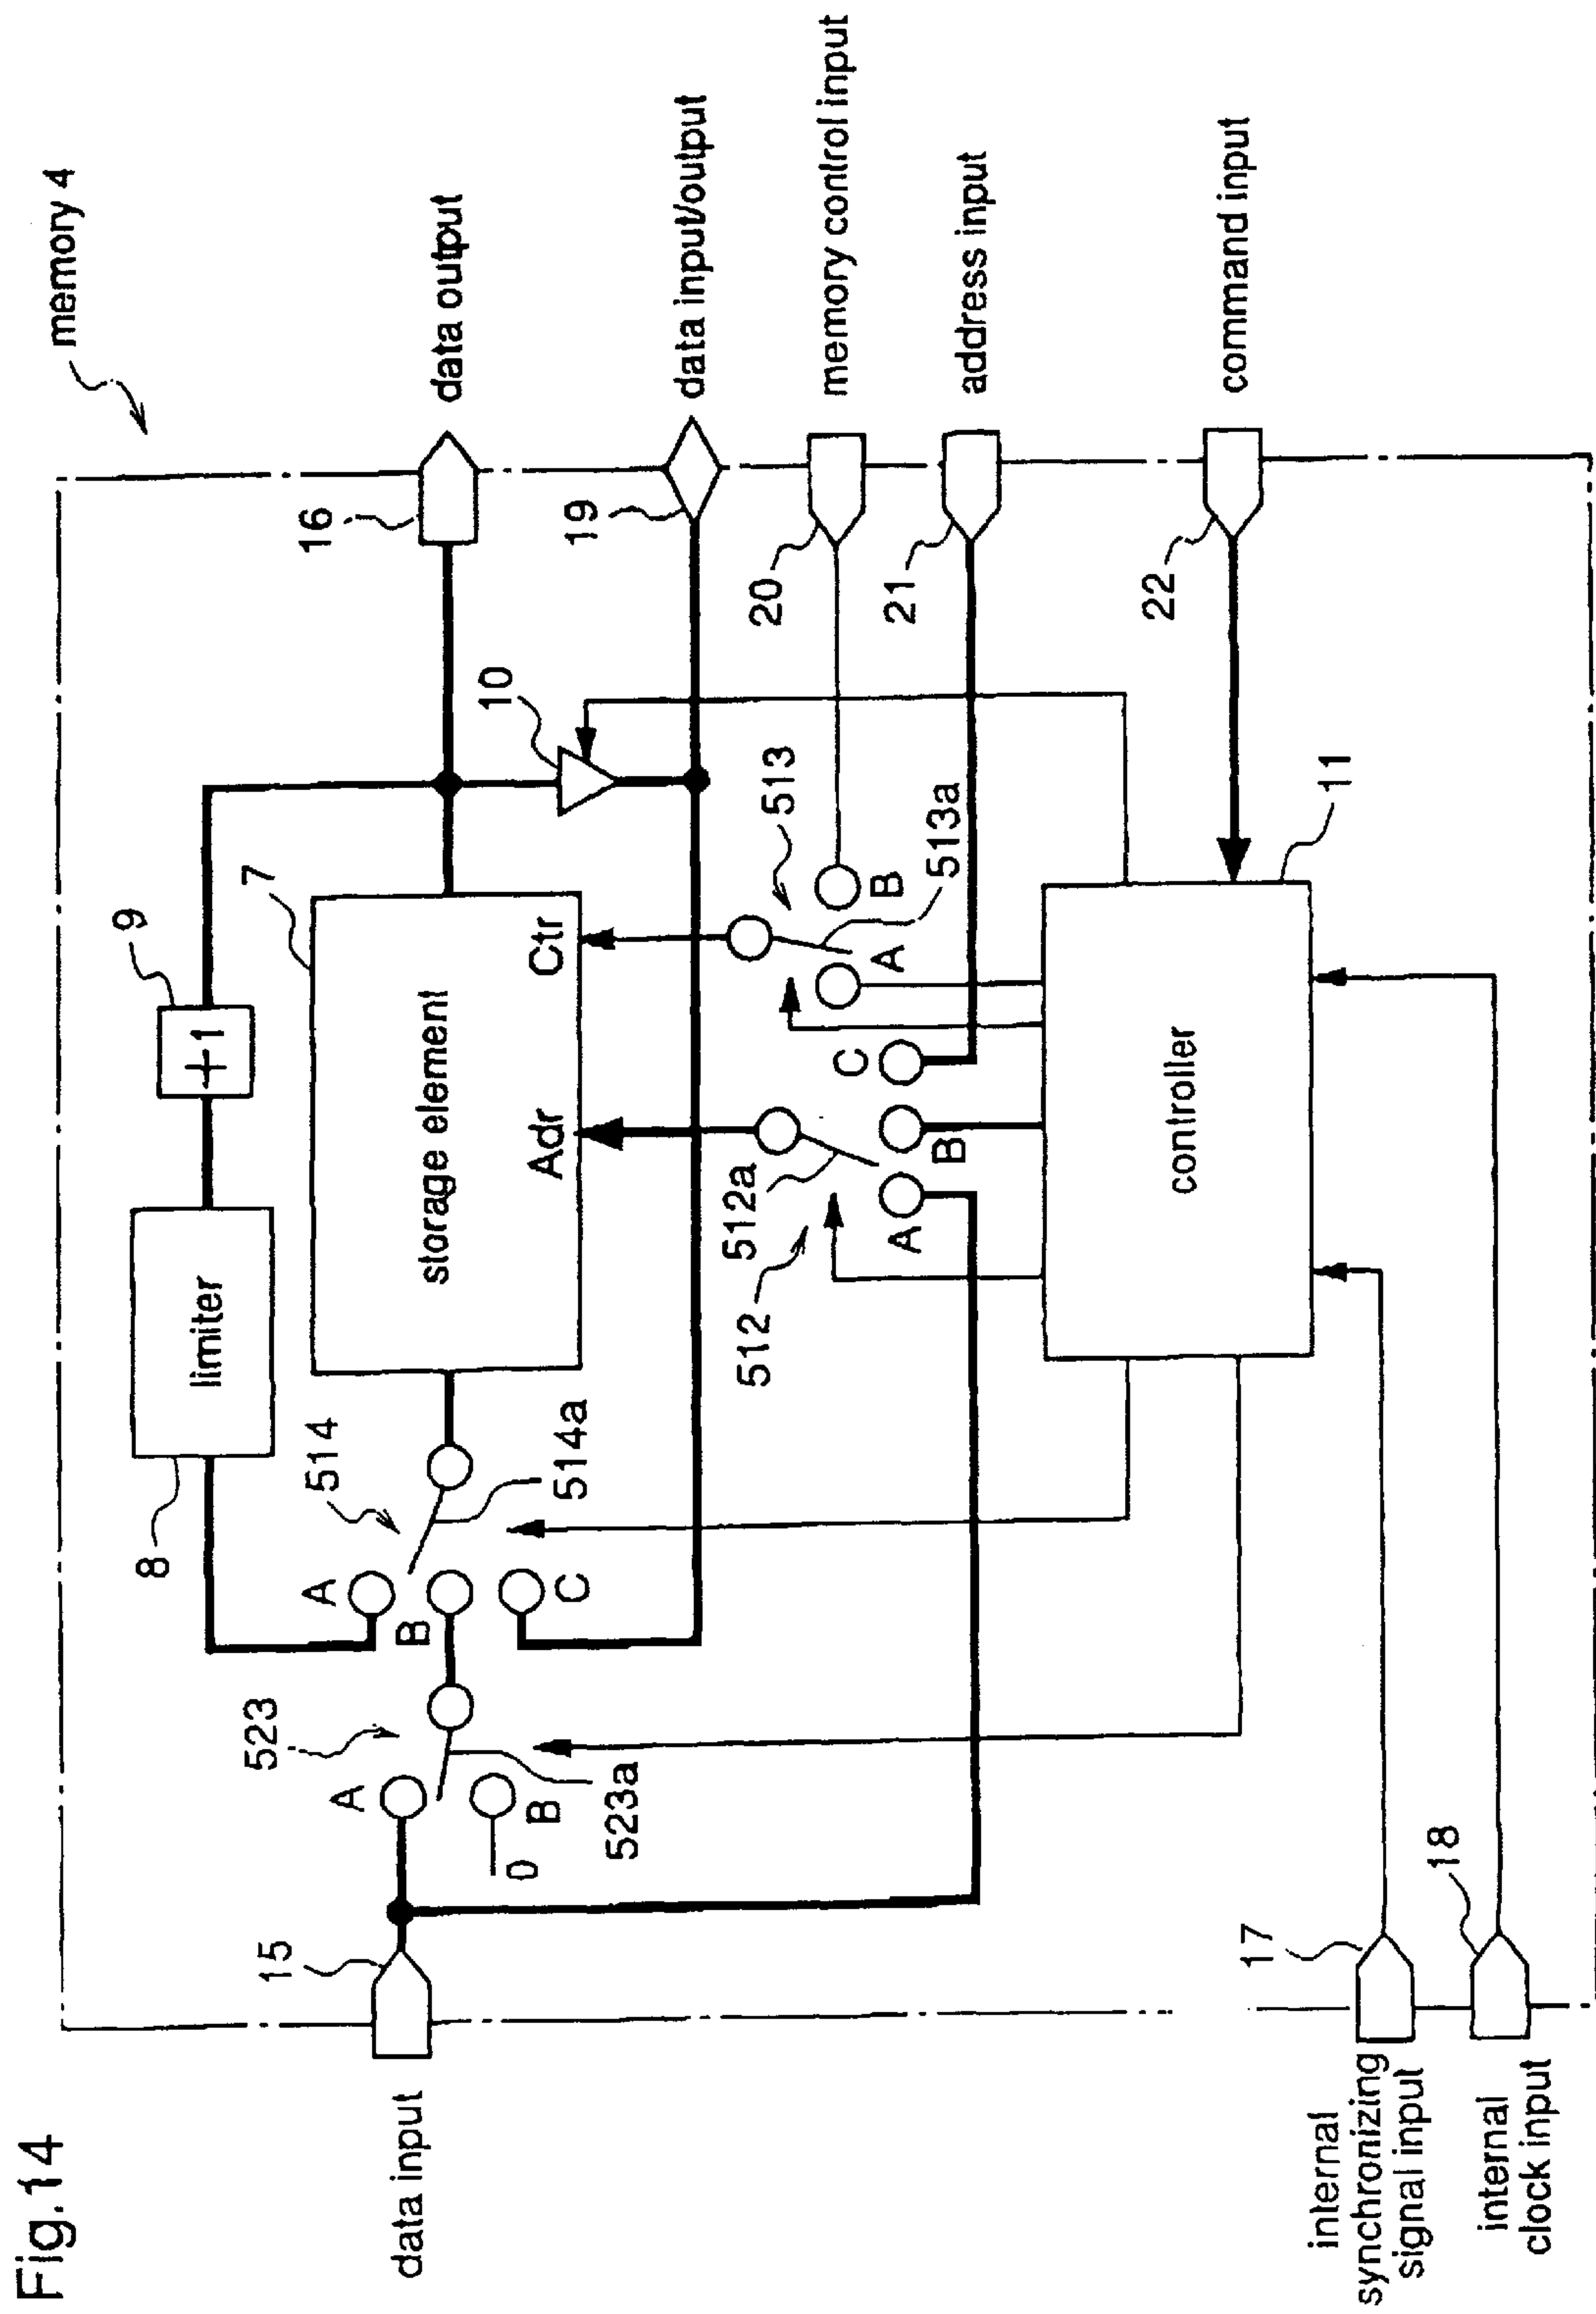 Fig.14
memory 4
data input
15
523
A
B
0
523a
514
A
B
C
514a
8
limiter
9
+1
7
storage element
Adr
Ctr
10
16
data output
19
data input/output
20
memory control input
21
address input
22
command input
512
512a
A
B
C
513
513a
A
B
controller
11
17
internal
synchronizing
signal input
18
internal
clock input